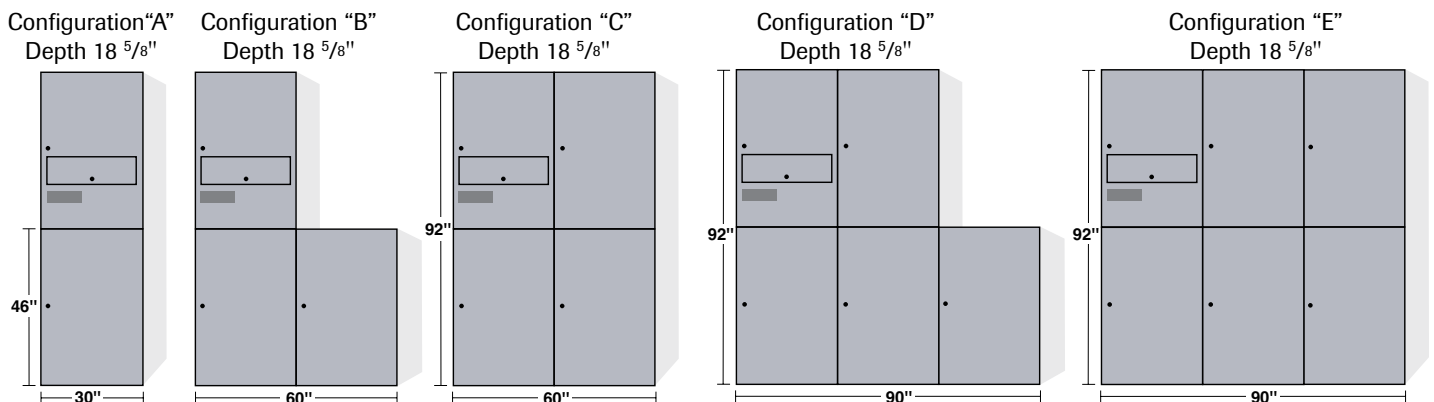 Configuration“A”
Depth 18 5/8"
Configuration “B”
Depth 18 5/8"
Configuration “C”
Depth 18 5/8"
Configuration “D”
Depth 18 5/8"
Configuration “E”
Depth 18 5/8"
46"
30"
60"
92"
60"
92"
90"
92"
90"